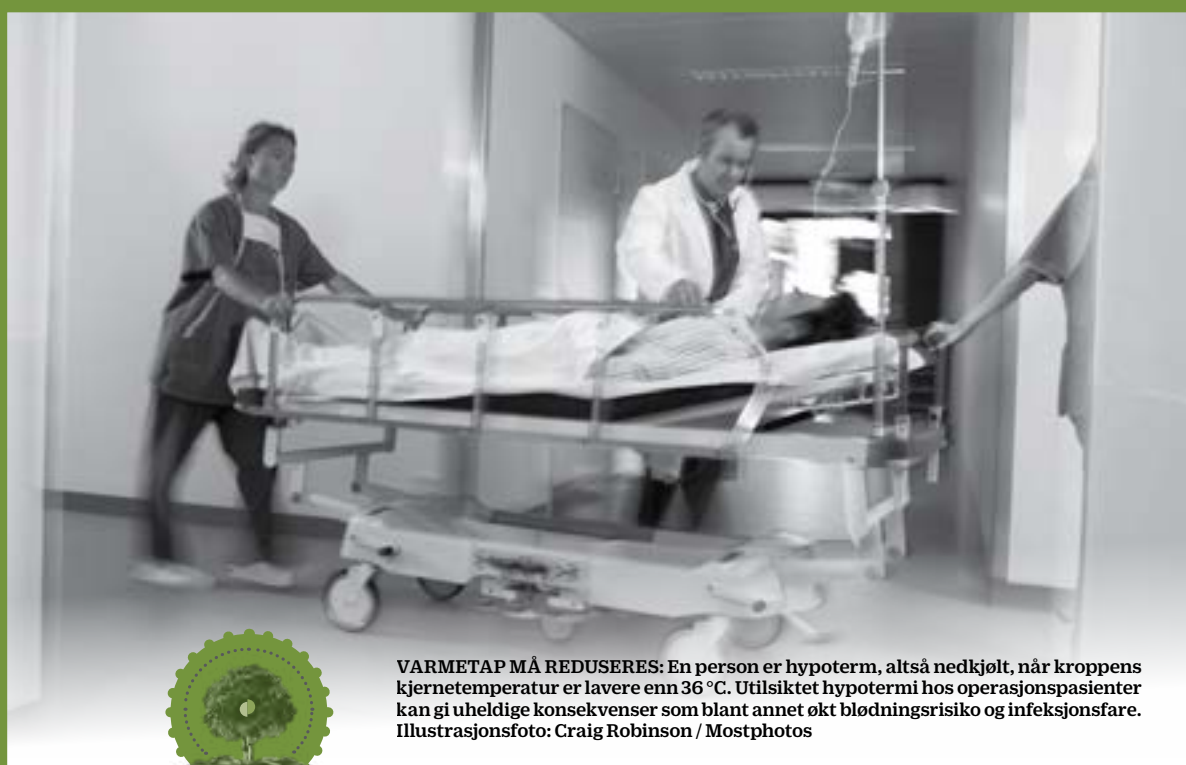 VARMETAP MÅ REDUSERES: En person er hypoterm, altså nedkjølt, når kroppens
kjernetemperatur er lavere enn 36 °C. Utilsiktet hypotermi hos operasjonspasienter
kan gi uheldige konsekvenser som blant annet økt blødningsrisiko og infeksjonsfare.
Illustrasjonsfoto: Craig Robinson / Mostphotos